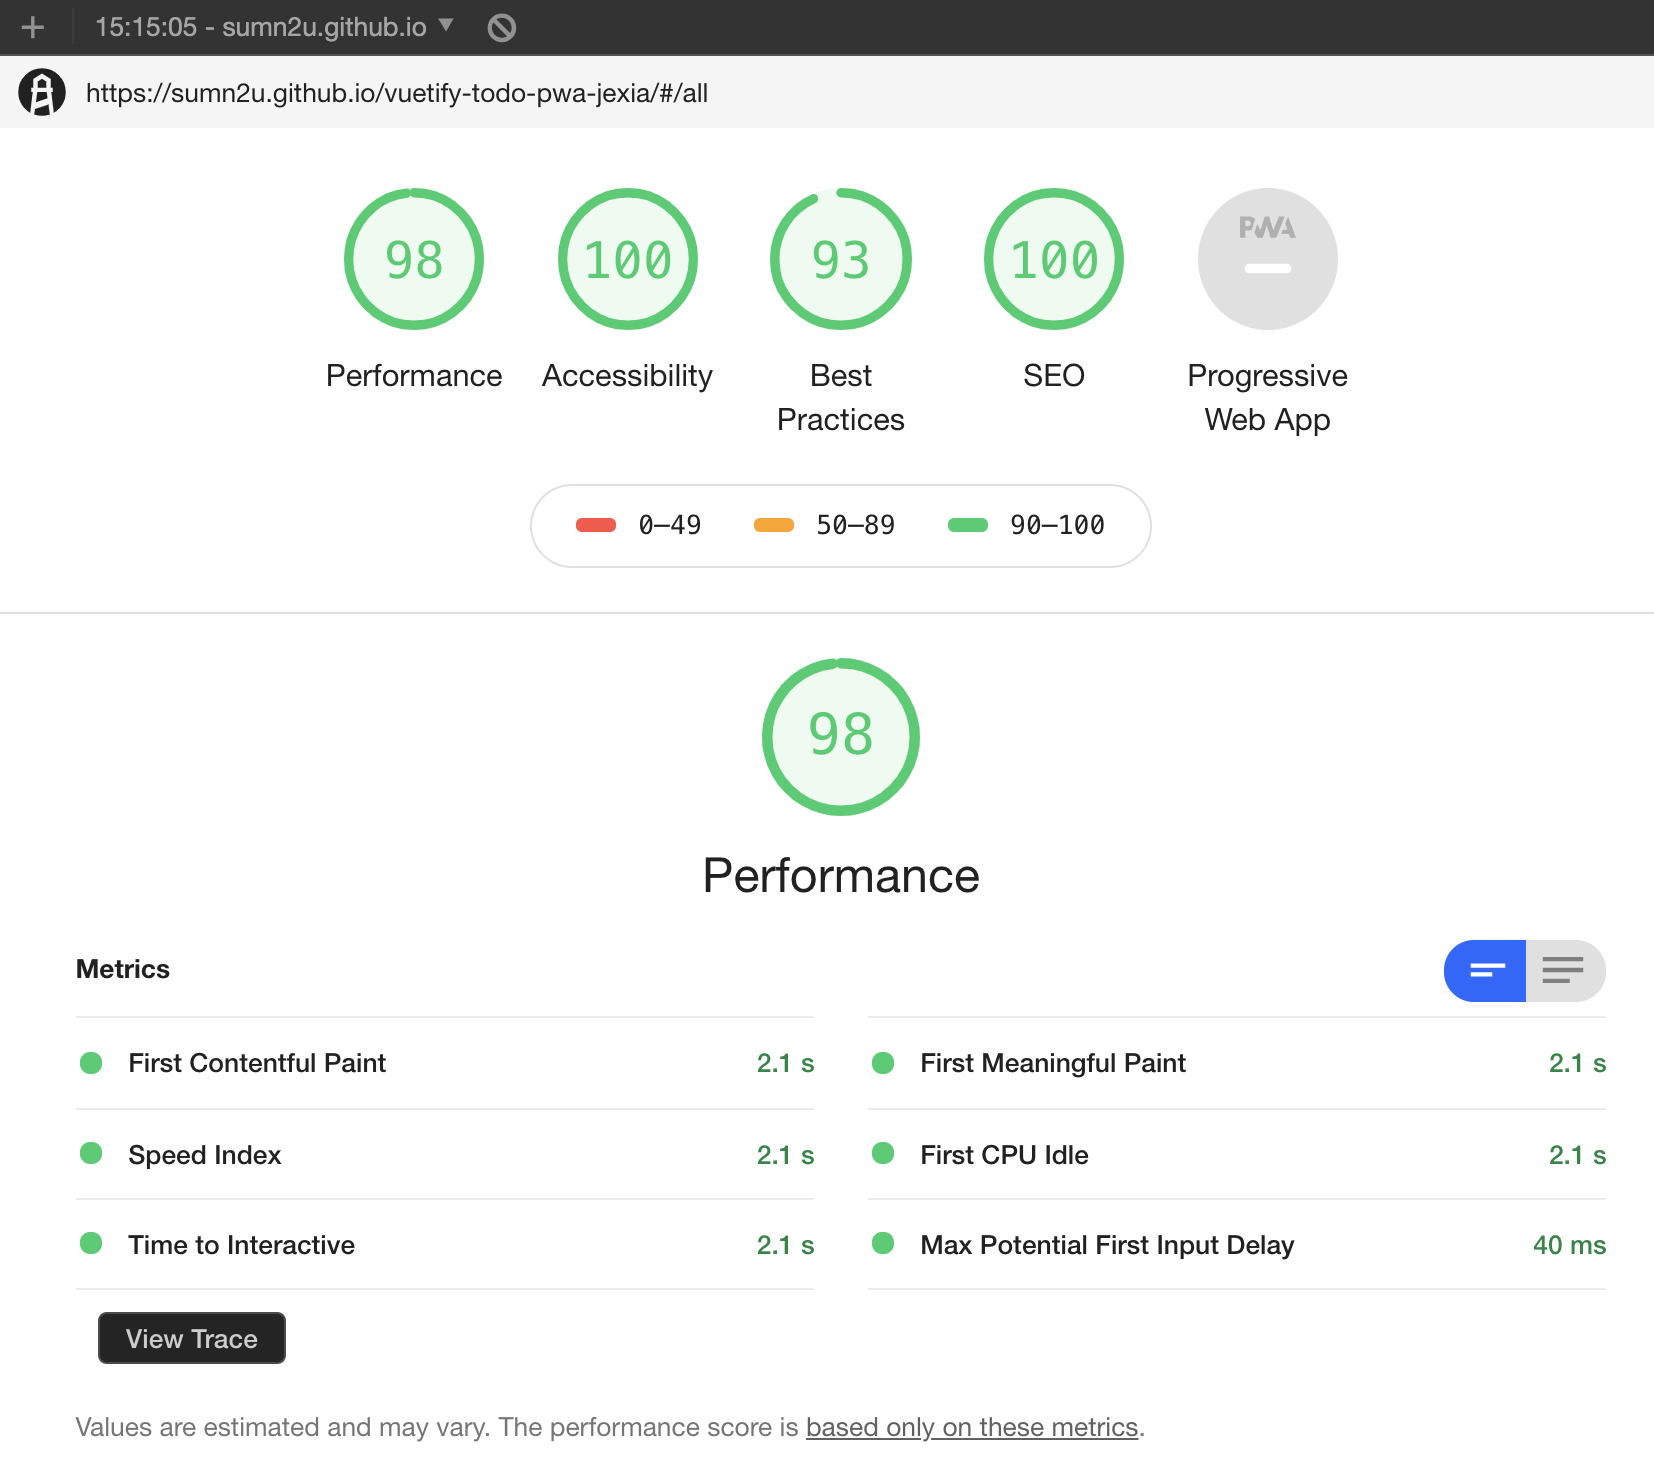 15:15:05 - sumn2u.github.io
https://sumn2u.github.io/vuetify-todo-pwa-jexia/#/all
98
100
93
100
PWA
Performance
Accessibility
Best
Practices
SEO
Progressive
Web App
0–49
50–89
90–100
98
Performance
Metrics
First Contentful Paint 2.1 s
First Meaningful Paint 2.1 s
Speed Index 2.1 s
First CPU Idle 2.1 s
Time to Interactive 2.1 s
Max Potential First Input Delay 40 ms
View Trace
Values are estimated and may vary. The performance score is based only on these metrics.